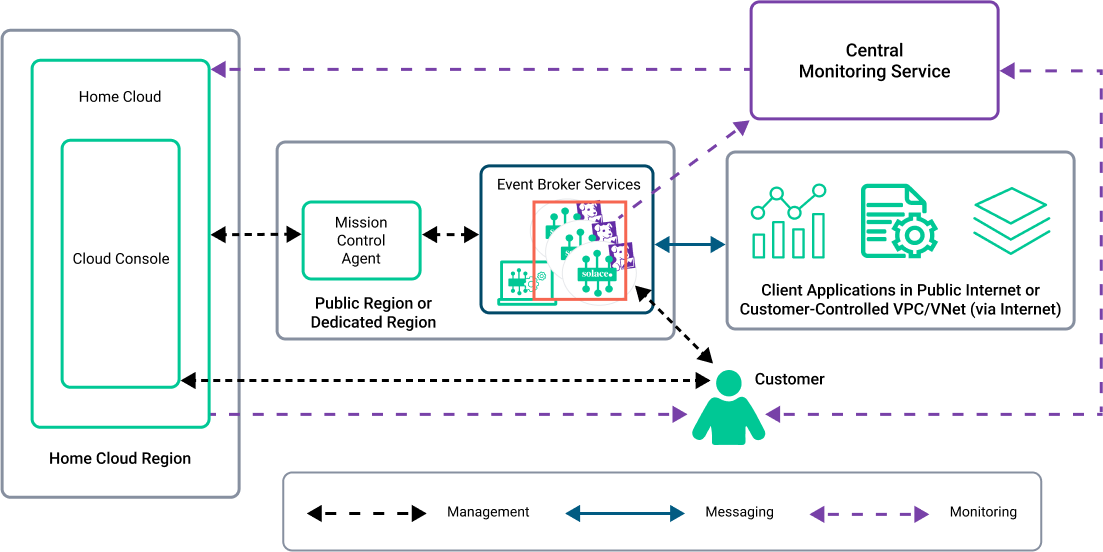 Central
Monitoring Service
Home Cloud
Cloud Console
Home Cloud Region
Event Broker Services
Mission
Control
Agent
solace.
Public Region or
Dedicated Region
Client Applications in Public Internet or
Customer-Controlled VPC/VNet (via Internet)
Customer
Management
Messaging
Monitoring